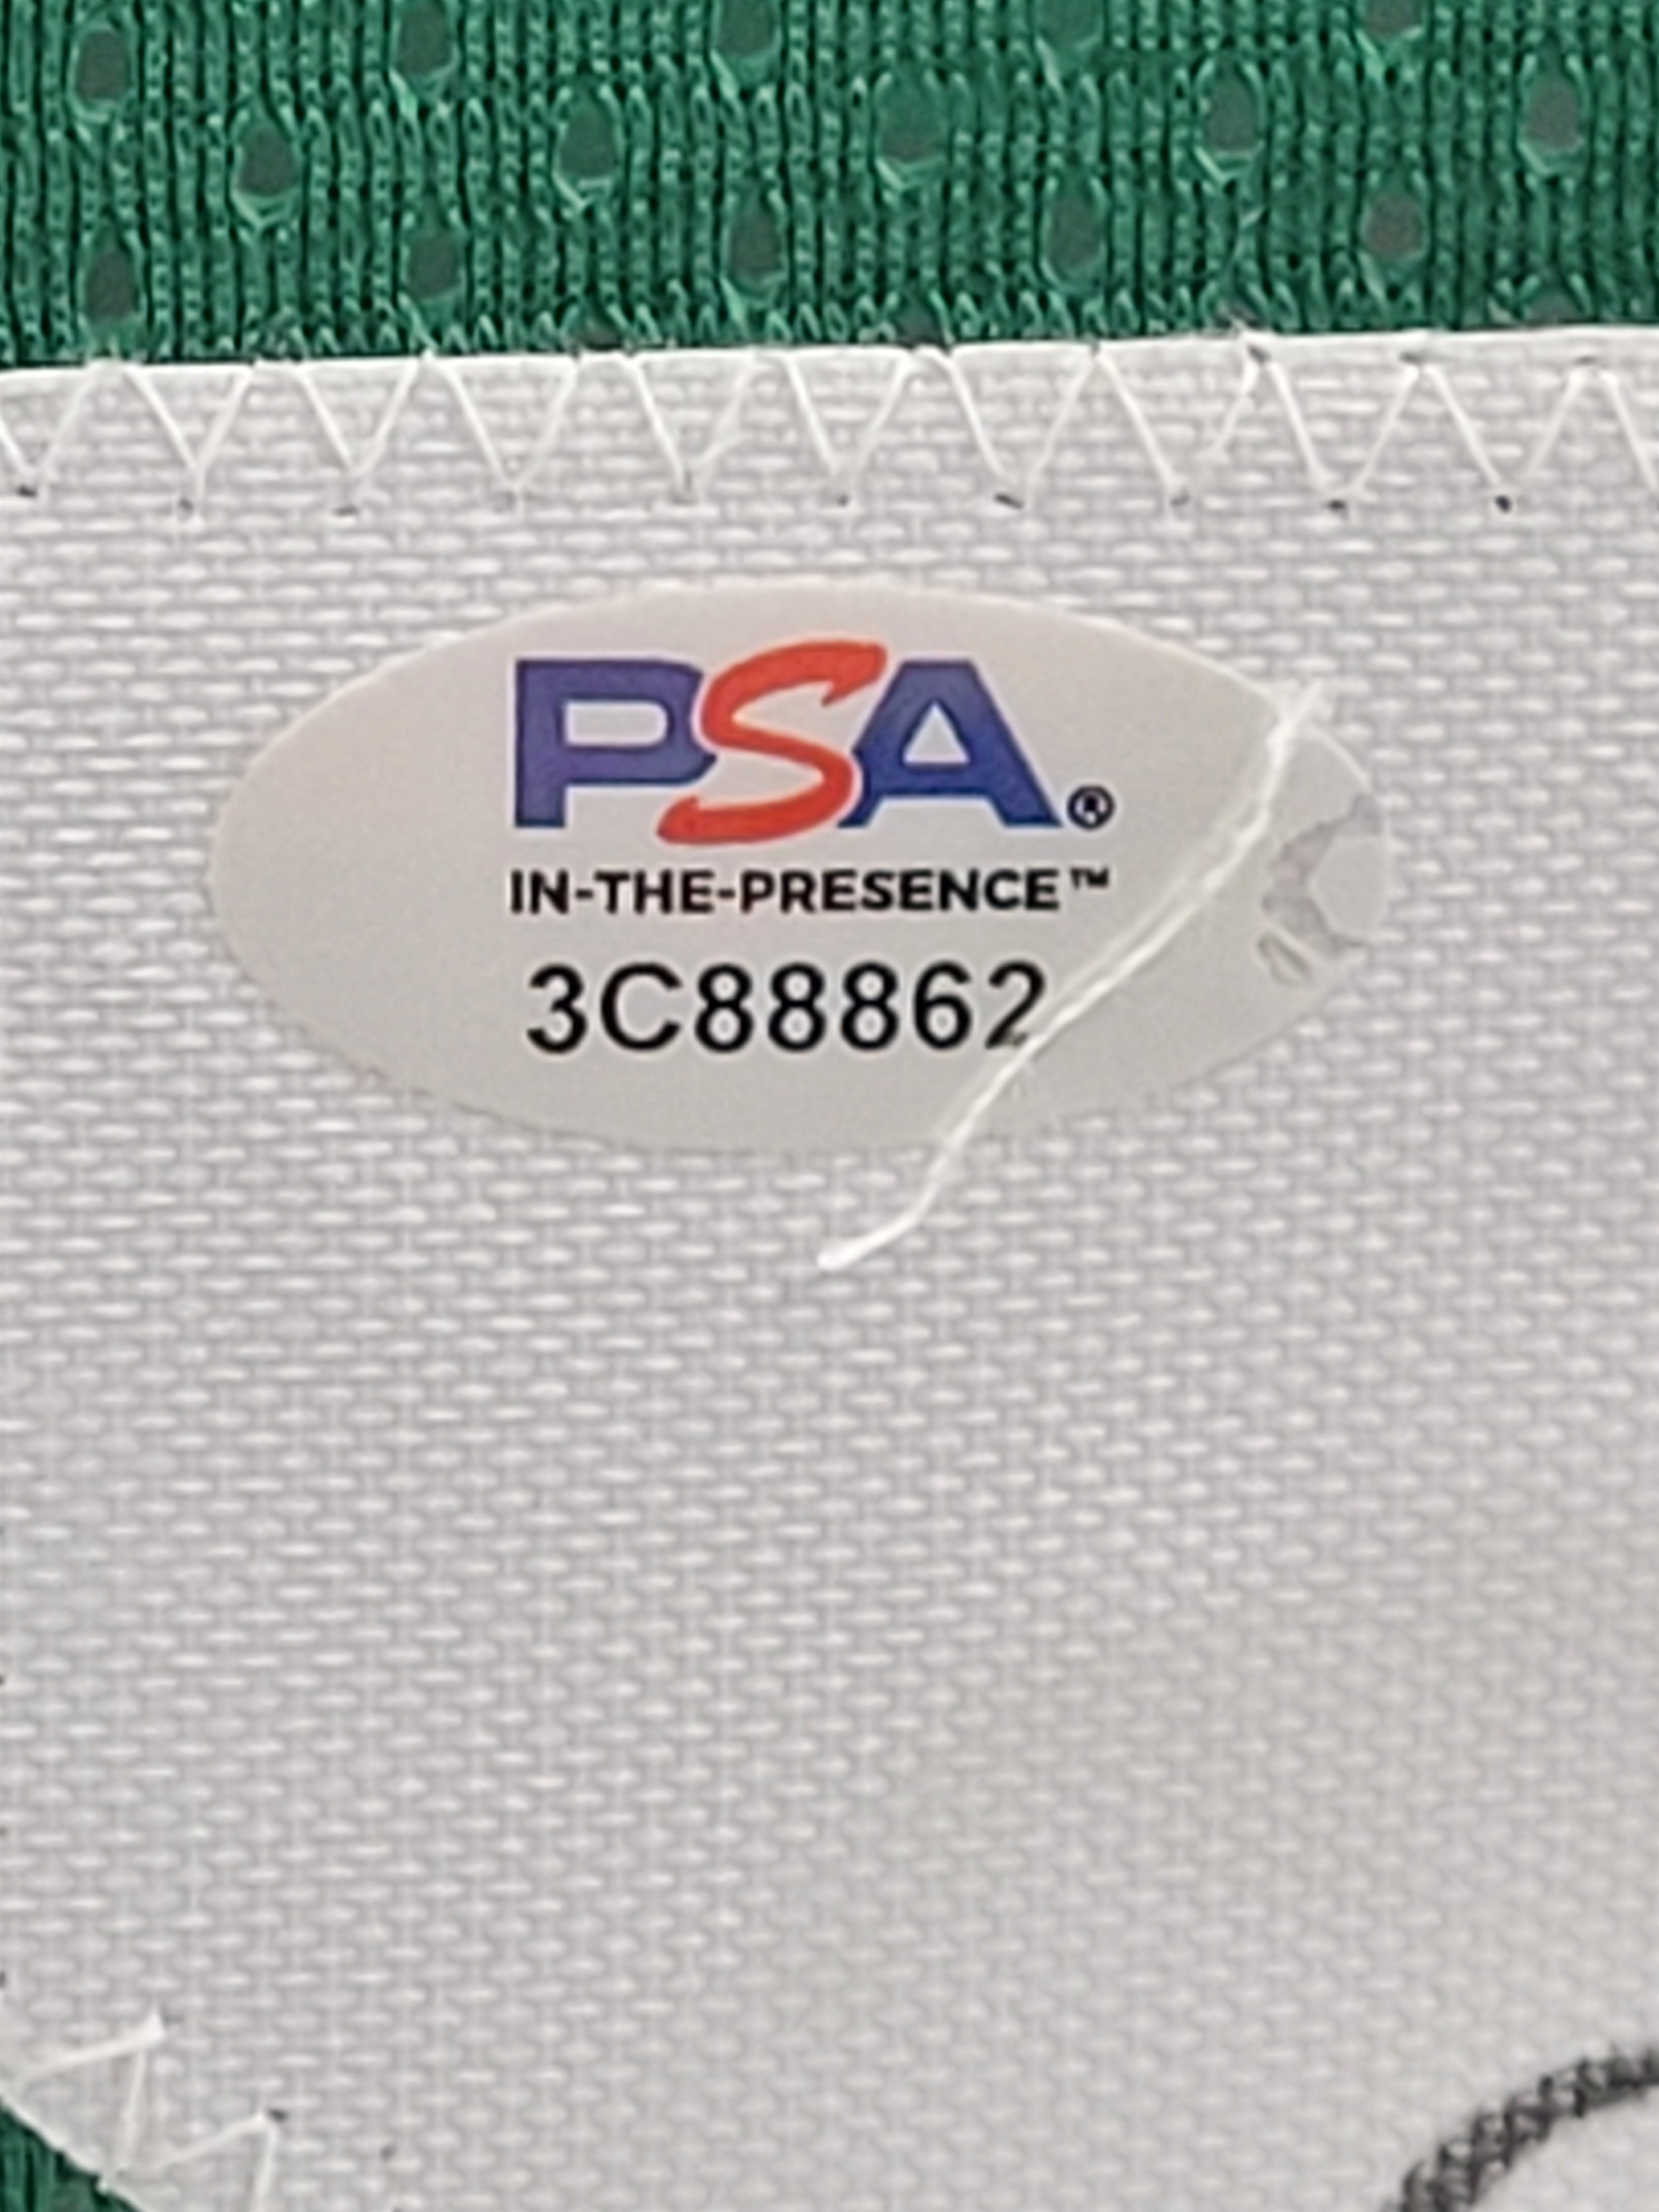 PSA®
IN-THE-PRESENCE™
3C88862